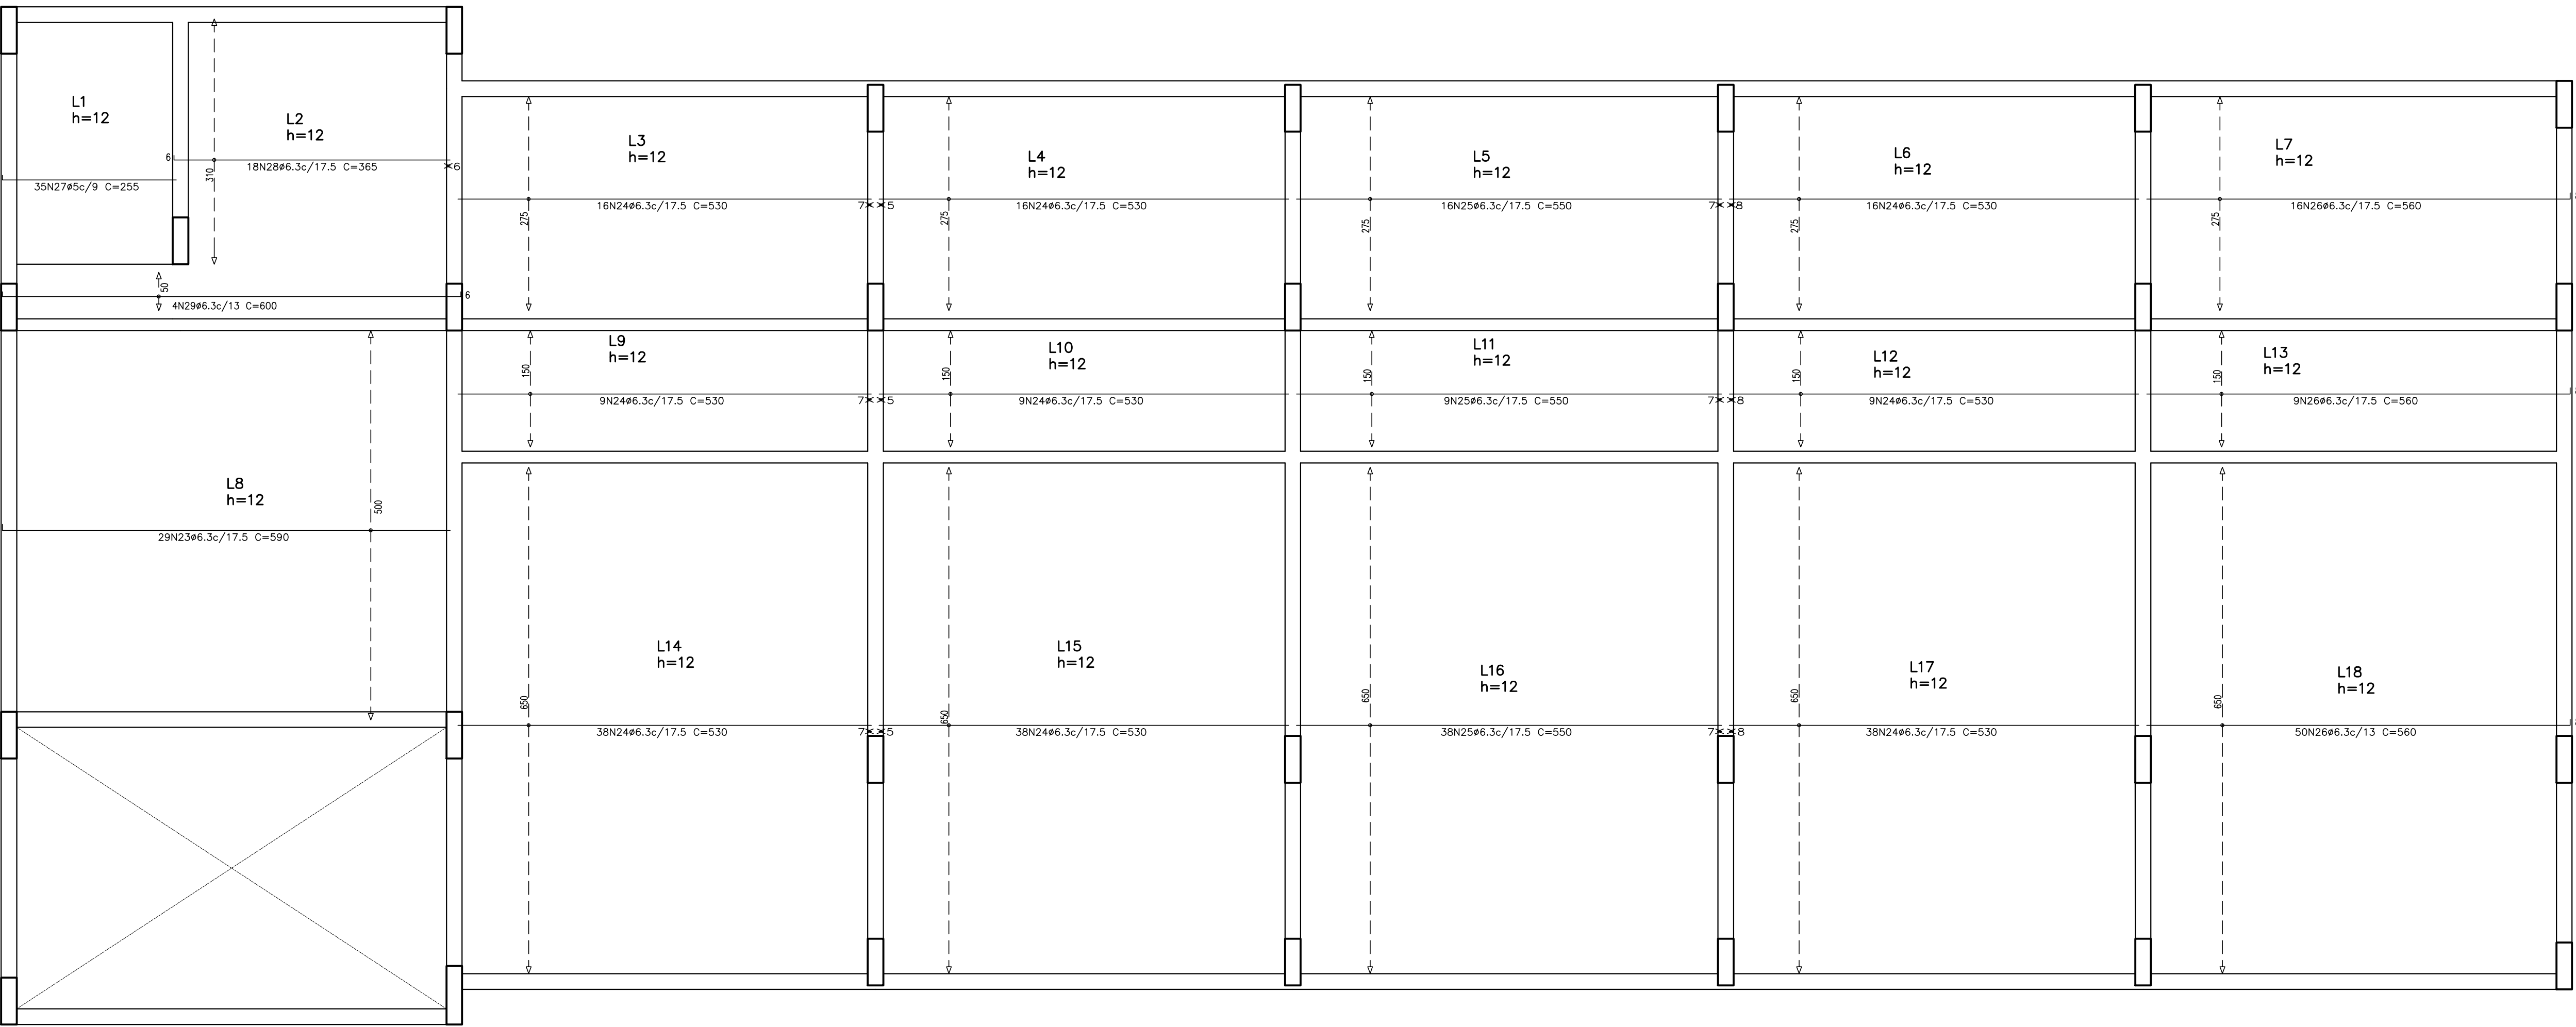 L1
h=12
L2
h=12
L3
h=12
L4
h=12
L5
h=12
L6
h=12
L7
h=12
6
18N28ø6.3c/17.5 C=365
6
310
35N27ø5c/9 C=255
16N24ø6.3c/17.5 C=530
7
5
275
16N24ø6.3c/17.5 C=530
275
16N25ø6.3c/17.5 C=550
7
8
275
16N24ø6.3c/17.5 C=530
275
16N26ø6.3c/17.5 C=560
275
50
4N29ø6.3c/13 C=600
6
L9
h=12
L10
h=12
L11
h=12
L12
h=12
L13
h=12
150
150
150
150
150
9N24ø6.3c/17.5 C=530
7
5
9N24ø6.3c/17.5 C=530
9N25ø6.3c/17.5 C=550
7
8
9N24ø6.3c/17.5 C=530
9N26ø6.3c/17.5 C=560
L8
h=12
500
29N23ø6.3c/17.5 C=590
L14
h=12
L15
h=12
L16
h=12
L17
h=12
L18
h=12
650
650
650
650
650
38N24ø6.3c/17.5 C=530
7
5
38N24ø6.3c/17.5 C=530
38N25ø6.3c/17.5 C=550
7
8
38N24ø6.3c/17.5 C=530
50N26ø6.3c/13 C=560